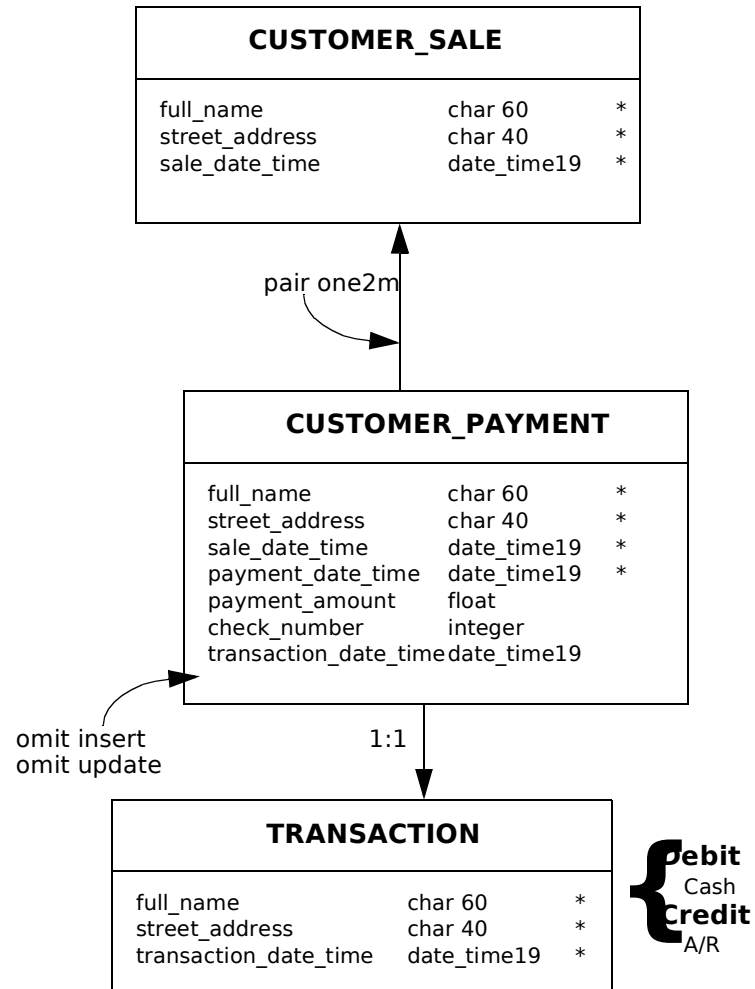 CUSTOMER_SALE
full_name char 60 *
street_address char 40 *
sale_date_time date_time19 *
pair one2m
CUSTOMER_PAYMENT
full_name char 60 *
street_address char 40 *
sale_date_time date_time19 *
payment_date_time date_time19 *
payment_amount float
check_number integer
transaction_date_time date_time19
omit insert
omit update
1:1
TRANSACTION
full_name char 60 *
street_address char 40 *
transaction_date_time date_time19 *
{
Debit
Cash
Credit
A/R